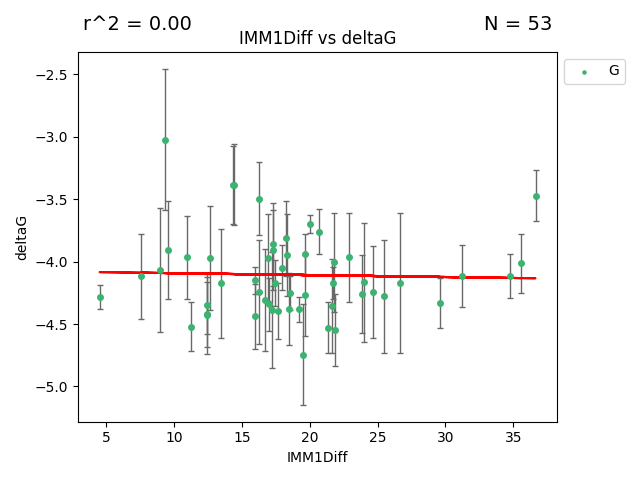 r^2 = 0.00
N = 53
IMM1Diff vs deltaG
G
−2.5
−3.0
−3.5
−4.0
−4.5
−5.0
deltaG
5 10 15 20 25 30 35
IMM1Diff